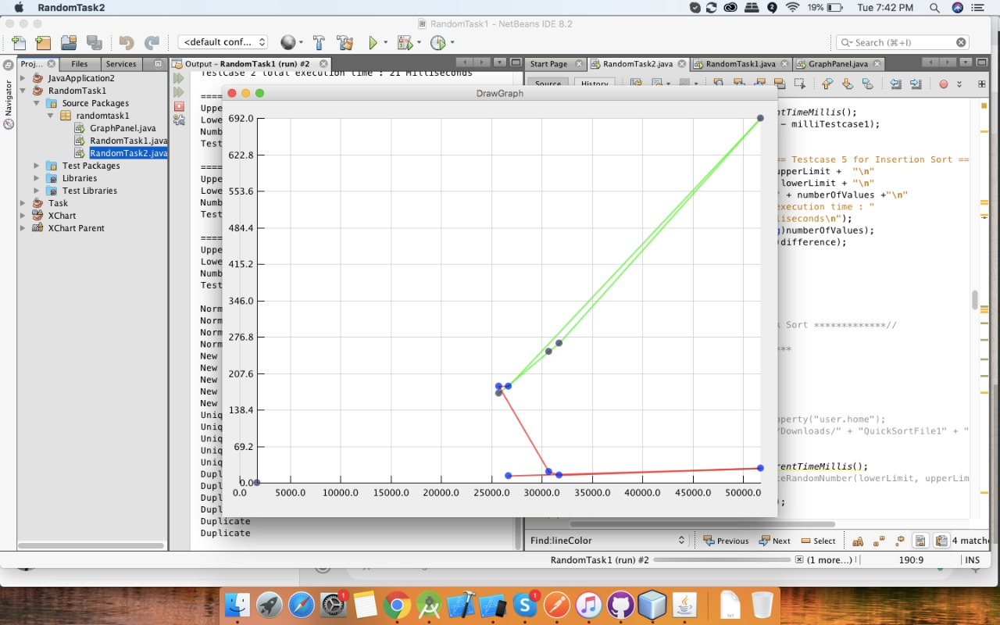 RandomTask2
19%
Tue 7:42 PM
RandomTask1 - NetBeans IDE 8.2
<default conf...
Search (⌘+I)
Proj...
Files
Services
Output - RandomTask1 (run) #2
Start Page
RandomTask2.java
RandomTask1.java
GraphPanel.java
Navigator
JavaApplication2
RandomTask1
Source Packages
randomtask1
GraphPanel.java
RandomTask1.java
RandomTask2.java
Test Packages
Libraries
Test Libraries
Task
XChart
XChart Parent
TestCase 2 Total execution time : 21 Milliseconds
====
Uppe
Lowe
Numb
Test
====
Uppe
Lowe
Numb
Test
====
Uppe
Lowe
Numb
Test
Norm
Norm
Norm
Norm
New
New
New
New
New
Uniq
Uniq
Uniq
Uniq
Uniq
Dupl
Dupl
Dupl
Dupl
Duplicate
Duplicate
DrawGraph
692.0
622.8
553.6
484.4
415.2
346.0
276.8
207.6
138.4
69.2
0.0
0.0
5000.0
10000.0
15000.0
20000.0
25000.0
30000.0
35000.0
40000.0
45000.0
50000.0
Source
History
ntTimeMillis();
- milliTestcase1);
== Testcase 5 for Insertion Sort ==
upperLimit + "\n"
lowerLimit + "\n"
" + numberOfValues +"\n"
execution time : "
liseconds\n");
g)numberOfValues);
)difference);
k Sort *************//
***
operty("user.home");
/Downloads/" + "QuickSortFile1" + "
rentTimeMillis();
teRandomNumber(lowerLimit, upperLim
);
Find:lineColor
Previous
Next
Select
4 matche
RandomTask1 (run) #2
(1 more...)
190:9
INS